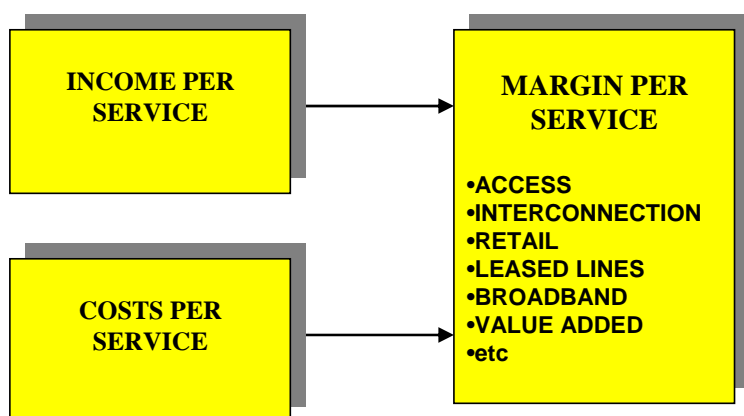 INCOME PER
SERVICE
COSTS PER
SERVICE
MARGIN PER
SERVICE
•ACCESS
•INTERCONNECTION
•RETAIL
•LEASED LINES
•BROADBAND
•VALUE ADDED
•etc